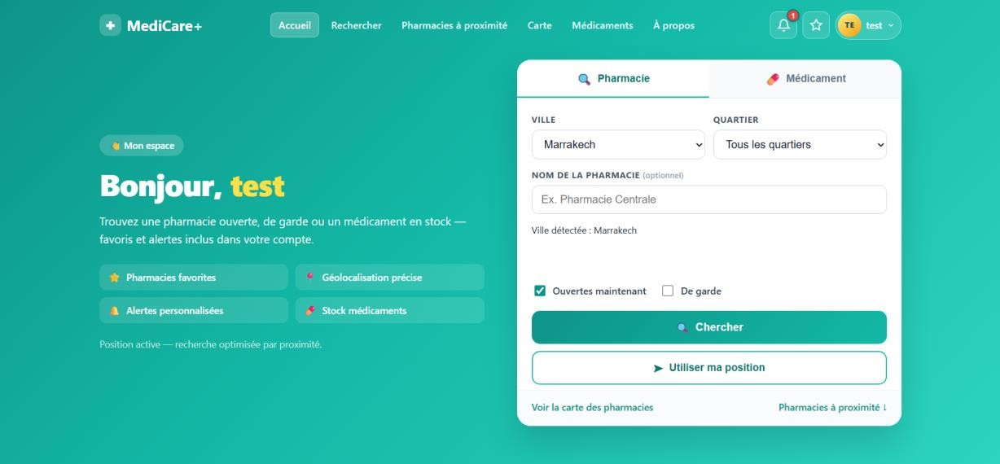 MediCare+
Accueil
Rechercher
Pharmacies à proximité
Carte
Médicaments
À propos
1
TE
test
Mon espace
Bonjour, test
Trouvez une pharmacie ouverte, de garde ou un médicament en stock —
favoris et alertes inclus dans votre compte.
Pharmacies favorites
Géolocalisation précise
Alertes personnalisées
Stock médicaments
Position active — recherche optimisée par proximité.
Pharmacie
Médicament
VILLE
QUARTIER
Marrakech
Tous les quartiers
NOM DE LA PHARMACIE (optionnel)
Ex. Pharmacie Centrale
Ville détectée : Marrakech
Ouvertes maintenant
De garde
Chercher
Utiliser ma position
Voir la carte des pharmacies
Pharmacies à proximité ↓